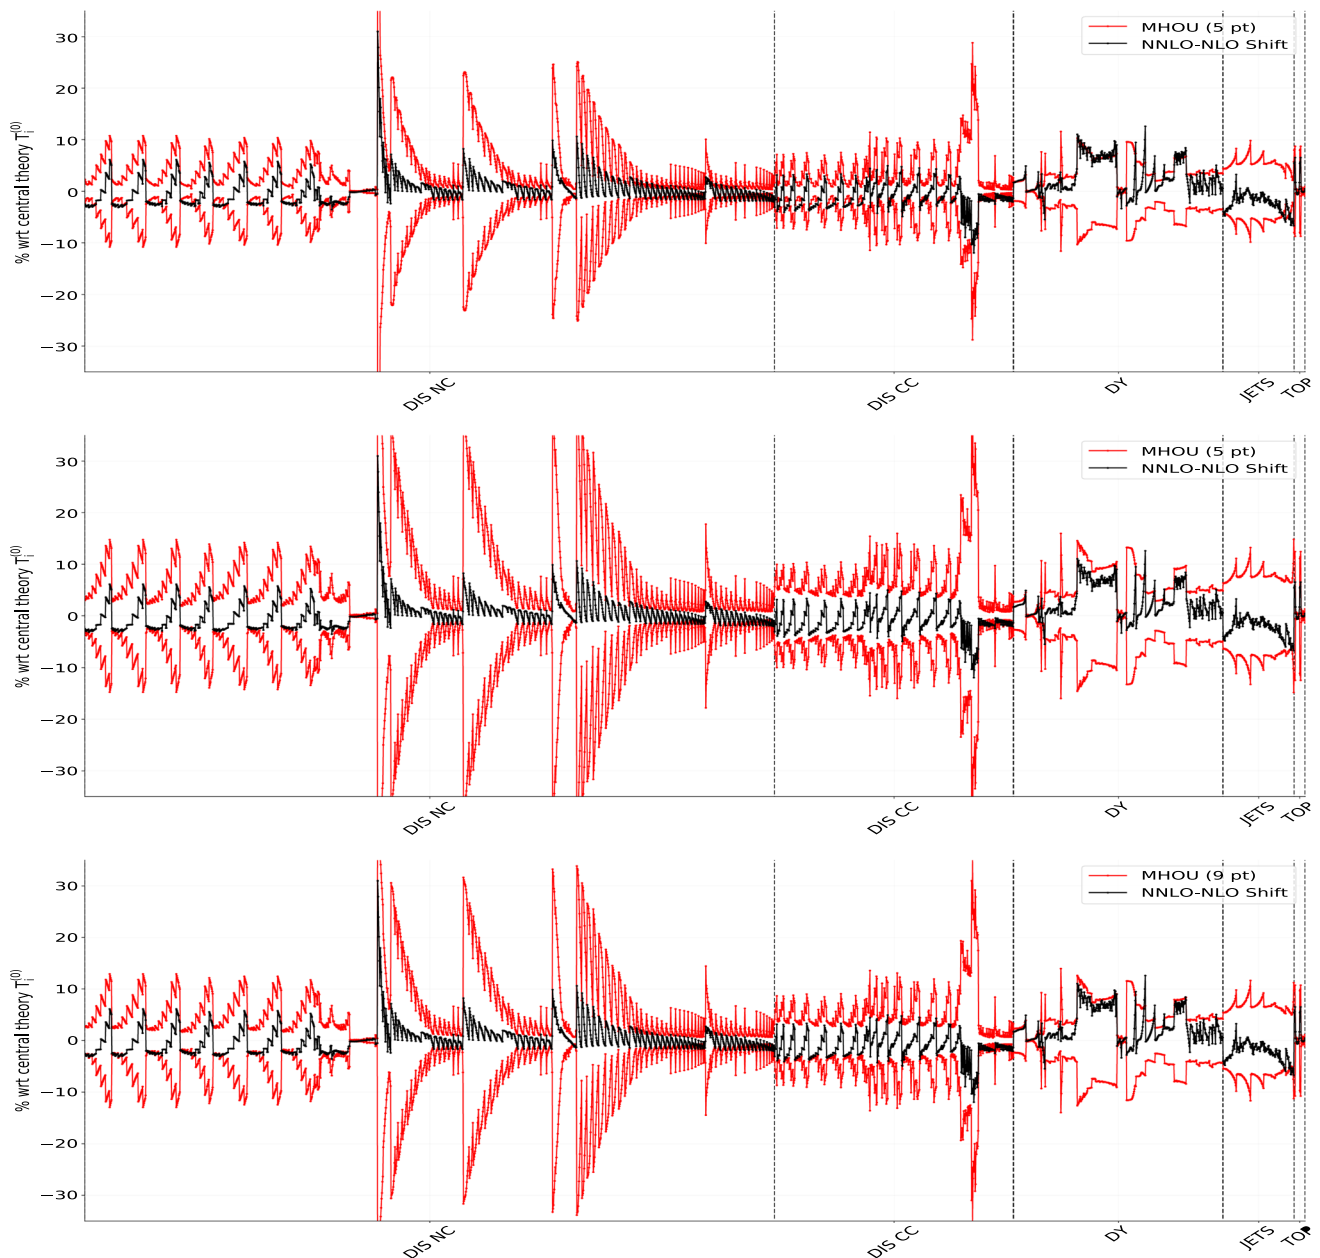 % wrt central theory T_i^(0)
30
20
10
0
−10
−20
−30
MHOU (5 pt)
NNLO-NLO Shift
DIS NC
DIS CC
DY
JETS
TOP
% wrt central theory T_i^(0)
30
20
10
0
−10
−20
−30
MHOU (5 pt)
NNLO-NLO Shift
DIS NC
DIS CC
DY
JETS
TOP
% wrt central theory T_i^(0)
30
20
10
0
−10
−20
−30
MHOU (9 pt)
NNLO-NLO Shift
DIS NC
DIS CC
DY
JETS
TOP